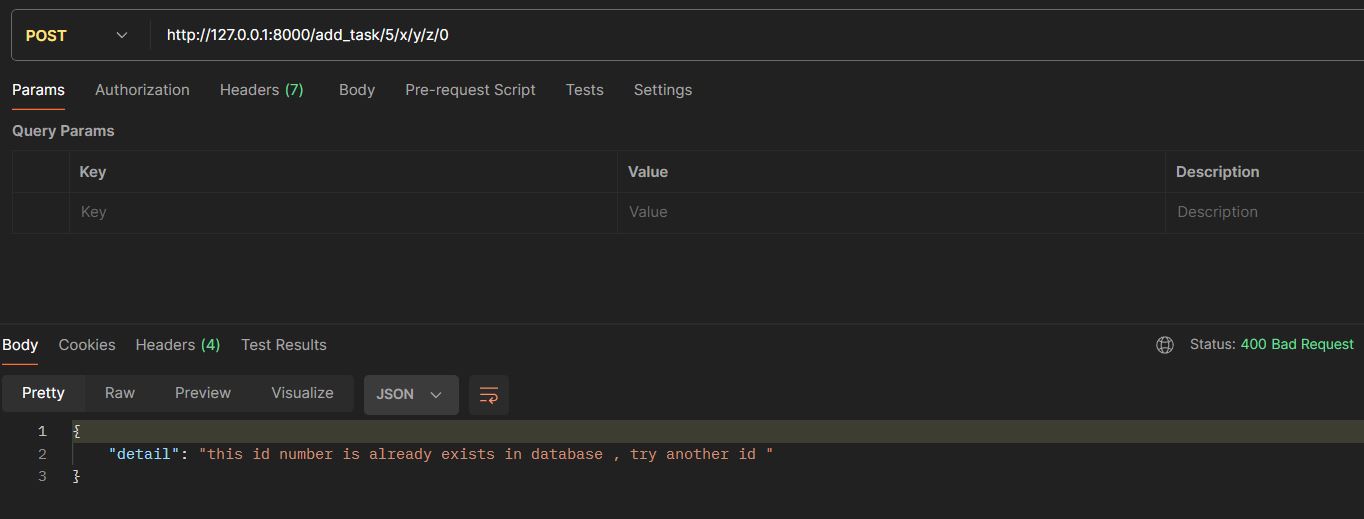 POST http://127.0.0.1:8000/add_task/5/x/y/z/0
Params Authorization Headers (7) Body Pre-request Script Tests Settings
Query Params
Key Value Description
Key Value Description
Body Cookies Headers (4) Test Results Status: 400 Bad Request
Pretty Raw Preview Visualize JSON
1 {
2 "detail": "this id number is already exists in database , try another id "
3 }